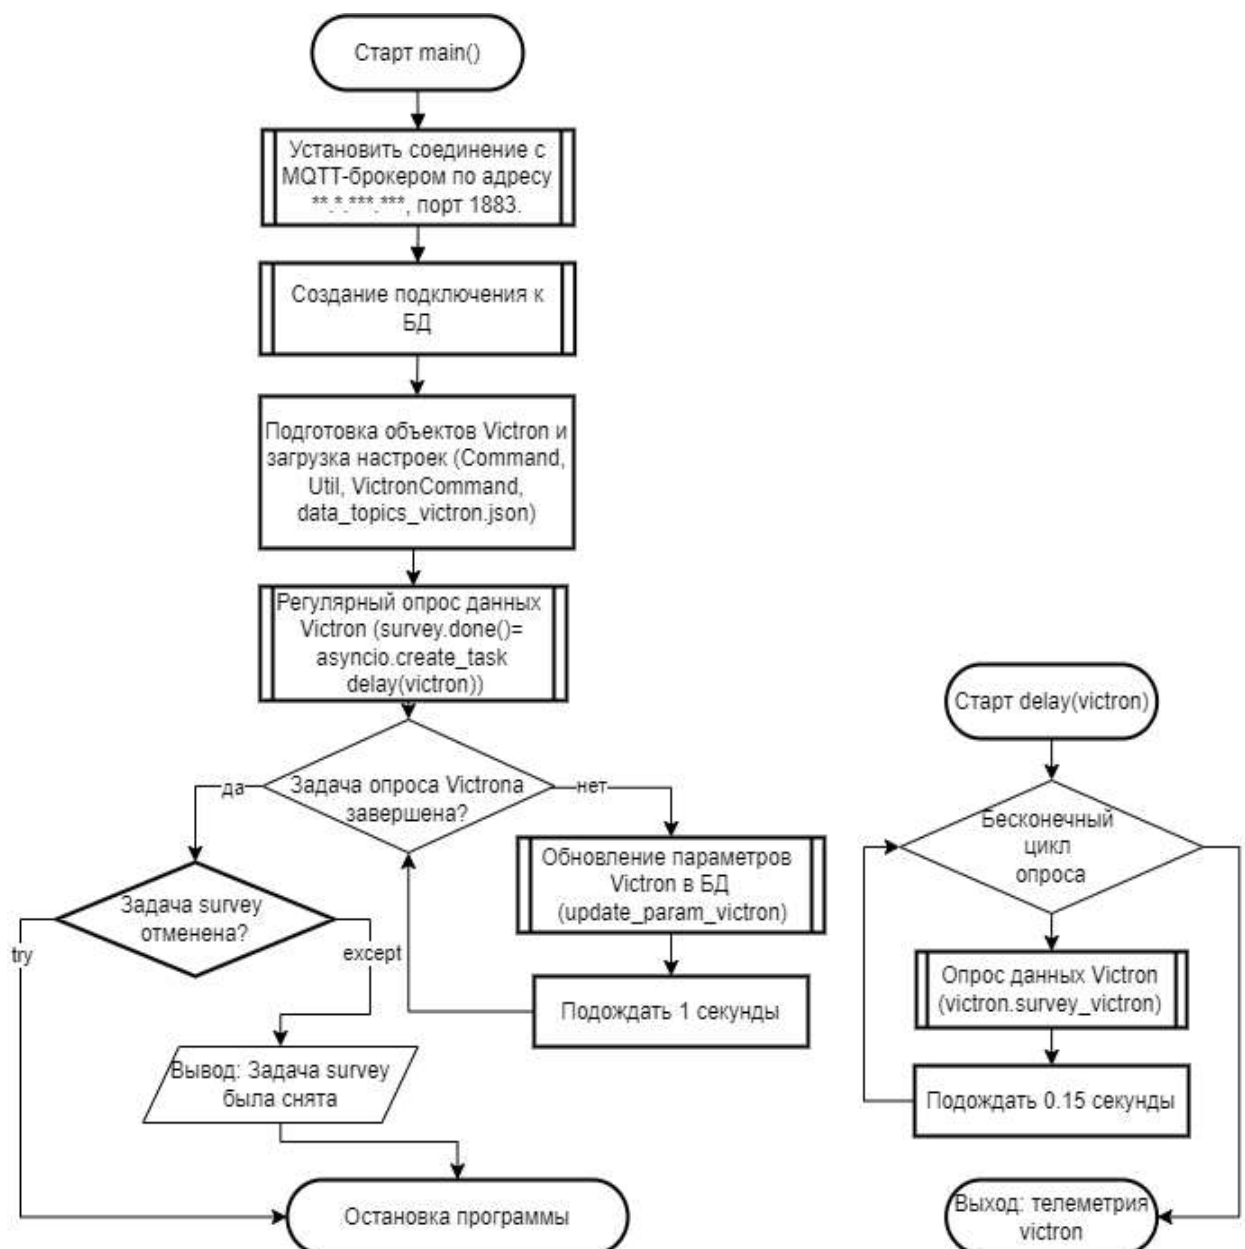 Старт main()
Установить соединение с
MQTT-брокером по адресу
**.*.***.***, порт 1883.
Создание подключения к
БД
Подготовка объектов Victron и
загрузка настроек (Command,
Util, VictronCommand,
data_topics_victron.json)
Регулярный опрос данных
Victron (survey.done()=
asyncio.create_task
delay(victron))
Задача опроса Victrona
завершена?
да
нет
Обновление параметров
Victron в БД
(update_param_victron)
Подождать 1 секунды
Задача survey
отменена?
try
except
Вывод: Задача survey
была снята
Остановка программы
Старт delay(victron)
Бесконечный
цикл
опроса
Опрос данных Victron
(victron.survey_victron)
Подождать 0.15 секунды
Выход: телеметрия
victron